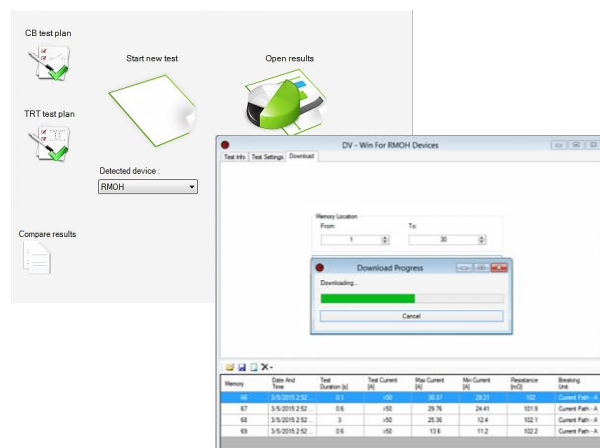 CB test plan
Start new test
Open results
TRT test plan
Detected device :
RMOH
Compare results
DV - Win For RMOH Devices
Test Info Test Settings Download
Memory Location
From: To:
1 30
Download Progress
Downloading...
Cancel
Memory Date And Time Test Duration [s] Test Current [A] Max Current [A] Min Current [A] Resistance [mΩ] Breaking Unit
66 3/5/2015 2:52 ... 0.1 >50 30.37 29.21 102 Current Path - A
67 3/5/2015 2:52 ... 0.6 >50 29.76 24.41 101.9 Current Path - A
68 3/5/2015 2:52 ... 3 >50 25.36 12.4 102.1 Current Path - A
69 3/5/2015 2:52 ... 0.6 >50 13.6 11.2 102.2 Current Path - A